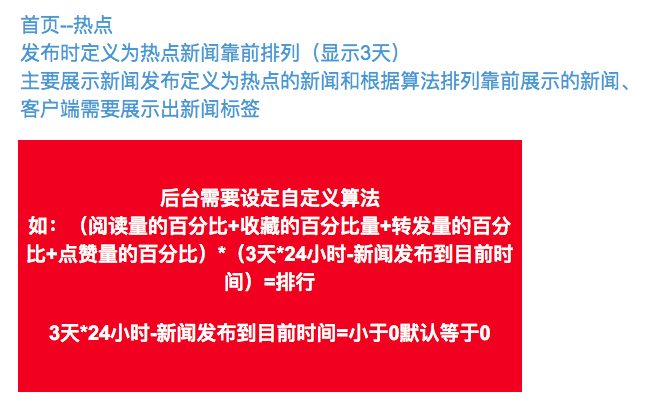 首页--热点
发布时定义为热点新闻靠前排列（显示3天）
主要展示新闻发布定义为热点的新闻和根据算法排列靠前展示的新闻、
客户端需要展示出新闻标签
后台需要设定自定义算法
如：（阅读量的百分比+收藏的百分比量+转发量的百分
比+点赞量的百分比）*（3天*24小时-新闻发布到目前时
间）=排行
3天*24小时-新闻发布到目前时间=小于0默认等于0